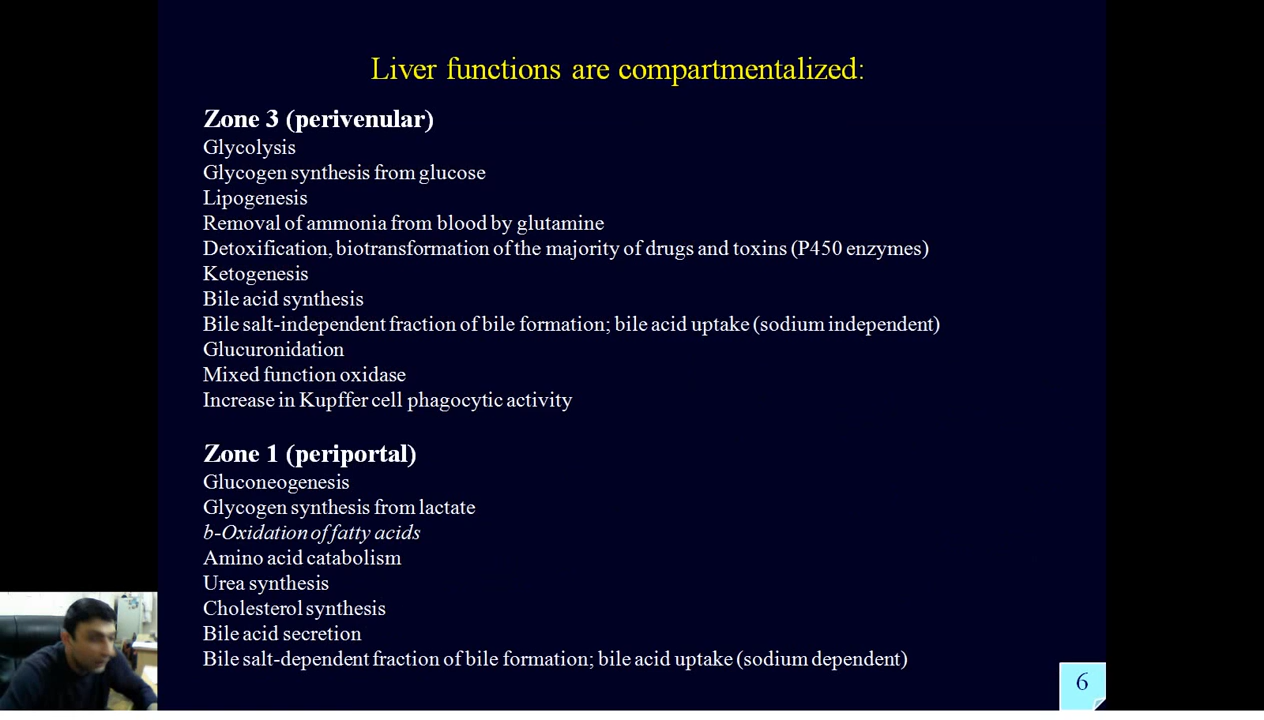 Liver functions are compartmentalized:
Zone 3 (perivenular)
Glycolysis
Glycogen synthesis from glucose
Lipogenesis
Removal of ammonia from blood by glutamine
Detoxification, biotransformation of the majority of drugs and toxins (P450 enzymes)
Ketogenesis
Bile acid synthesis
Bile salt-independent fraction of bile formation; bile acid uptake (sodium independent)
Glucuronidation
Mixed function oxidase
Increase in Kupffer cell phagocytic activity
Zone 1 (periportal)
Gluconeogenesis
Glycogen synthesis from lactate
b-Oxidation of fatty acids
Amino acid catabolism
Urea synthesis
Cholesterol synthesis
Bile acid secretion
Bile salt-dependent fraction of bile formation; bile acid uptake (sodium dependent)
6